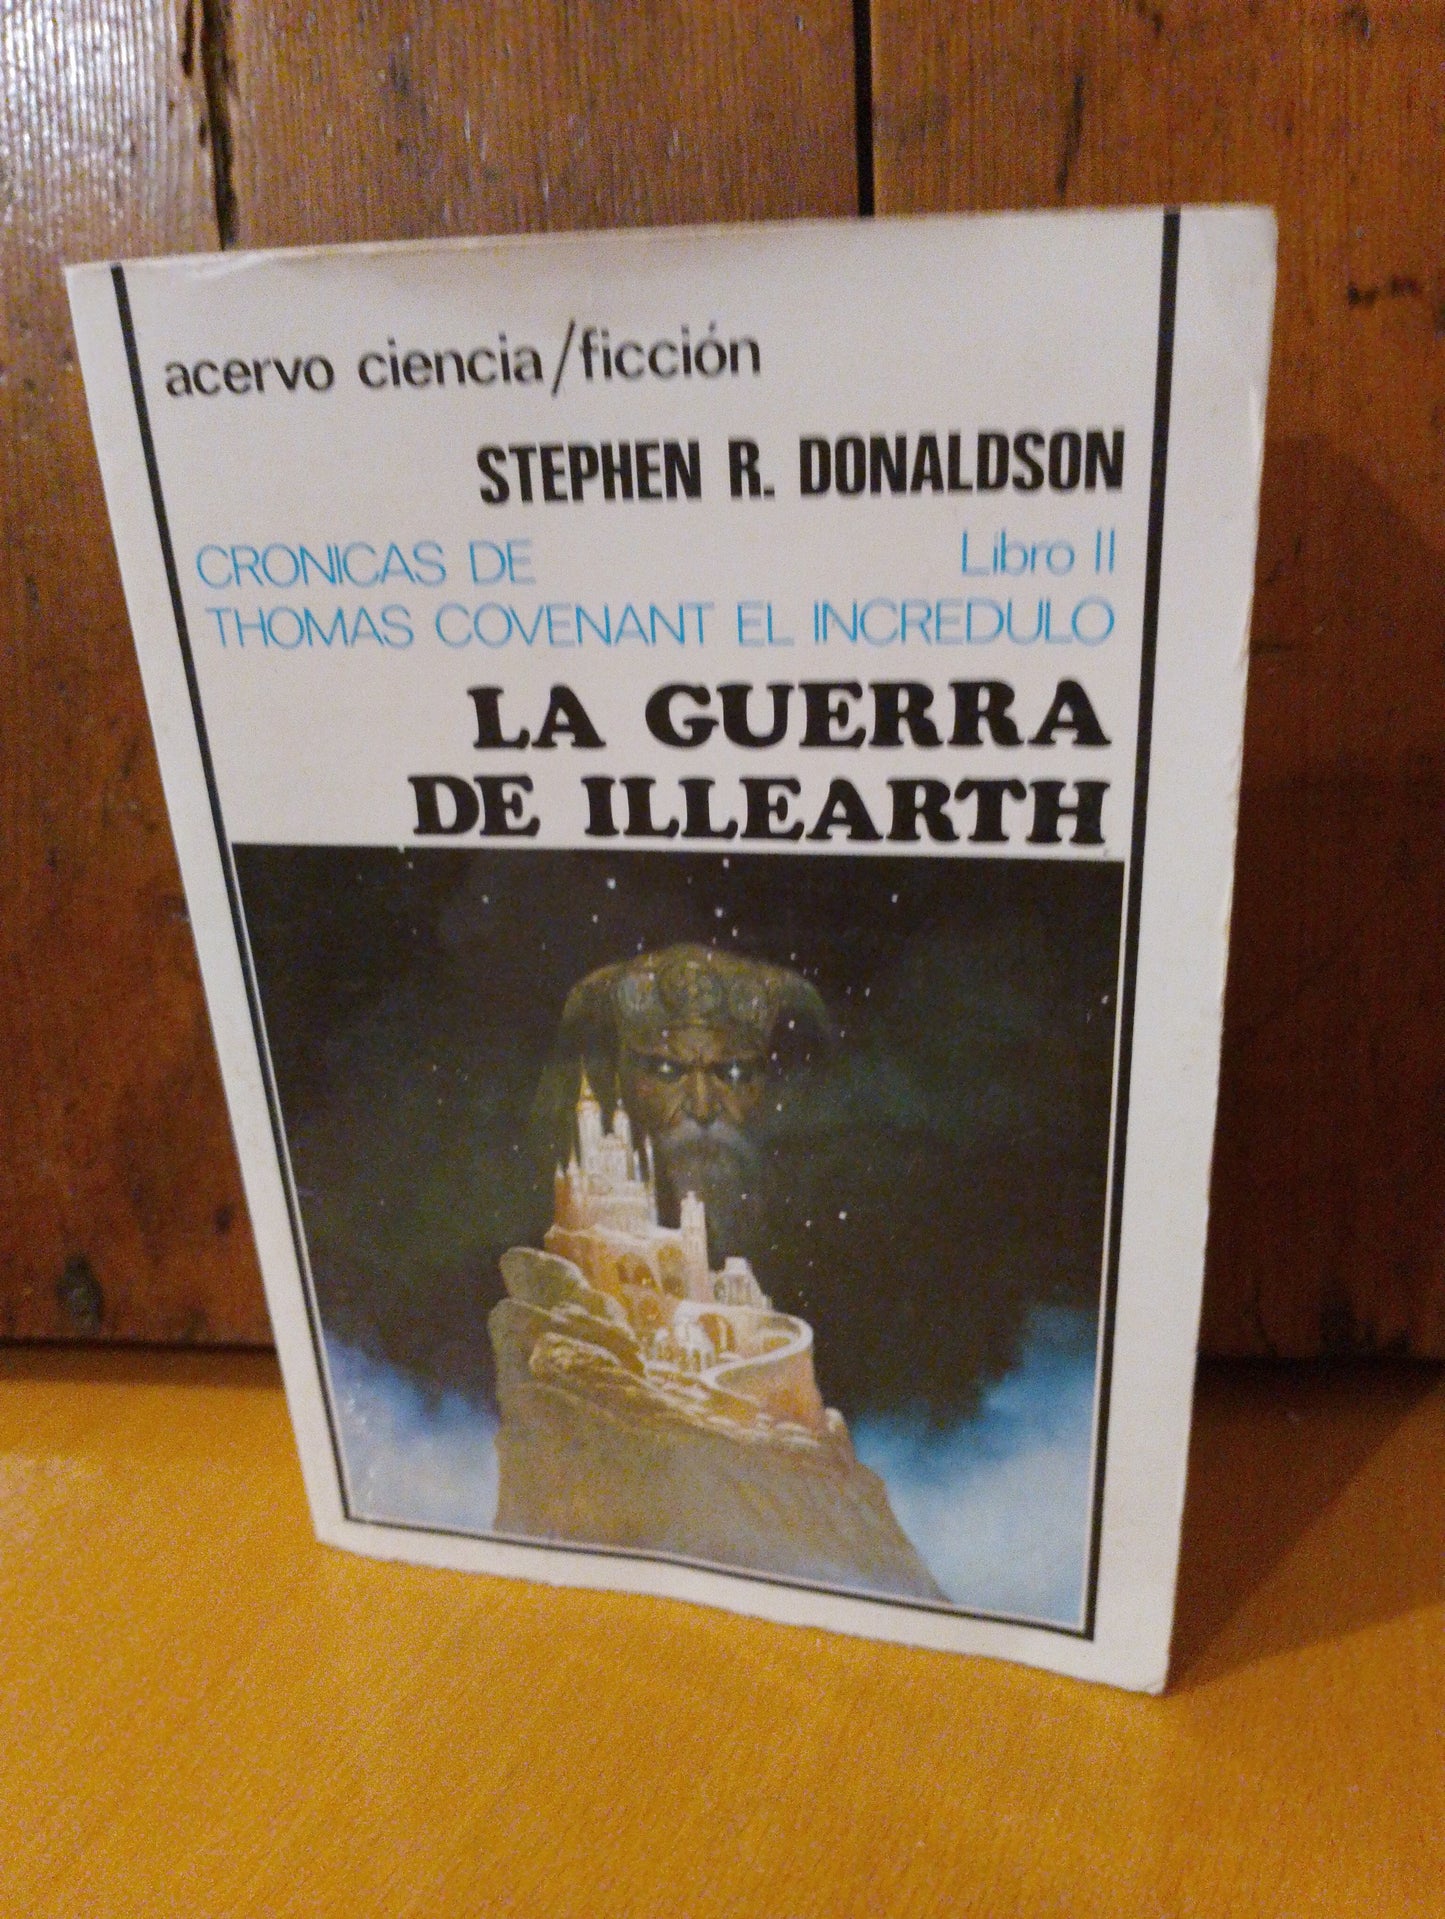 acervo ciencia/ficción
STEPHEN R. DONALDSON
CRONICAS DE Libro II
THOMAS COVENANT EL INCREDULO
LA GUERRA
DE ILLEARTH